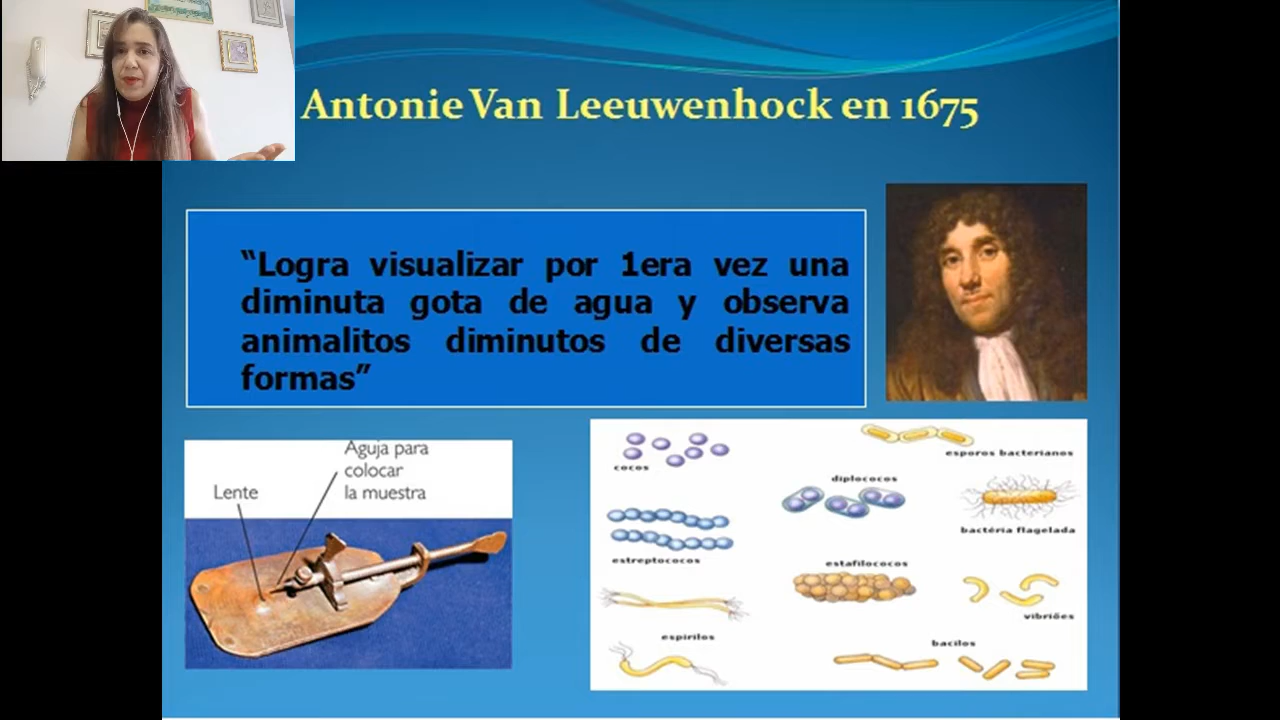 Antonie Van Leeuwenhock en 1675
“Logra visualizar por 1era vez una
diminuta gota de agua y observa
animalitos diminutos de diversas
formas”
Aguja para
colocar
la muestra
Lente
cocos
esporos bacterianos
diplococos
bactéria flagelada
estreptococos
estafilococos
vibriões
espirilos
bacilos